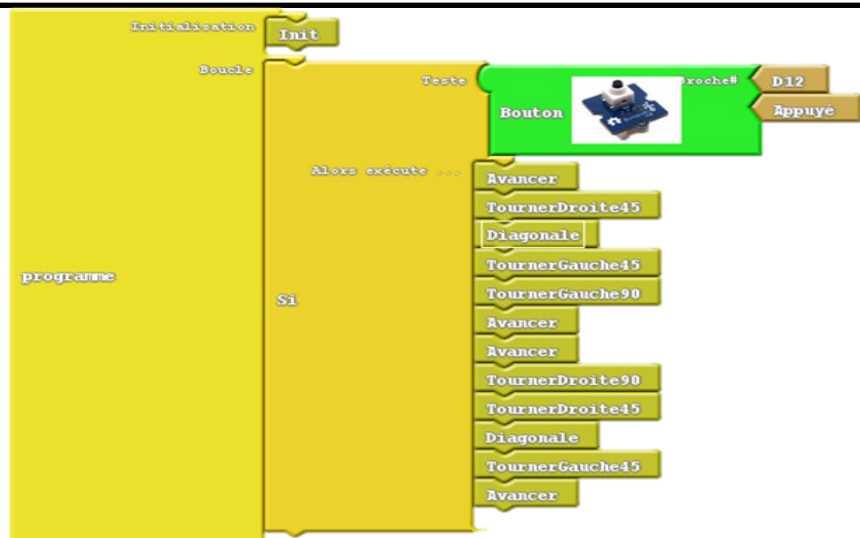 Initialisation
Init
Boucle
Teste
Broche#
D12
Bouton
Appuyé
Alors exécute ...
Avancer
TournerDroite45
Diagonale
TournerGauche45
programme
Si
TournerGauche90
Avancer
Avancer
TournerDroite90
TournerDroite45
Diagonale
TournerGauche45
Avancer